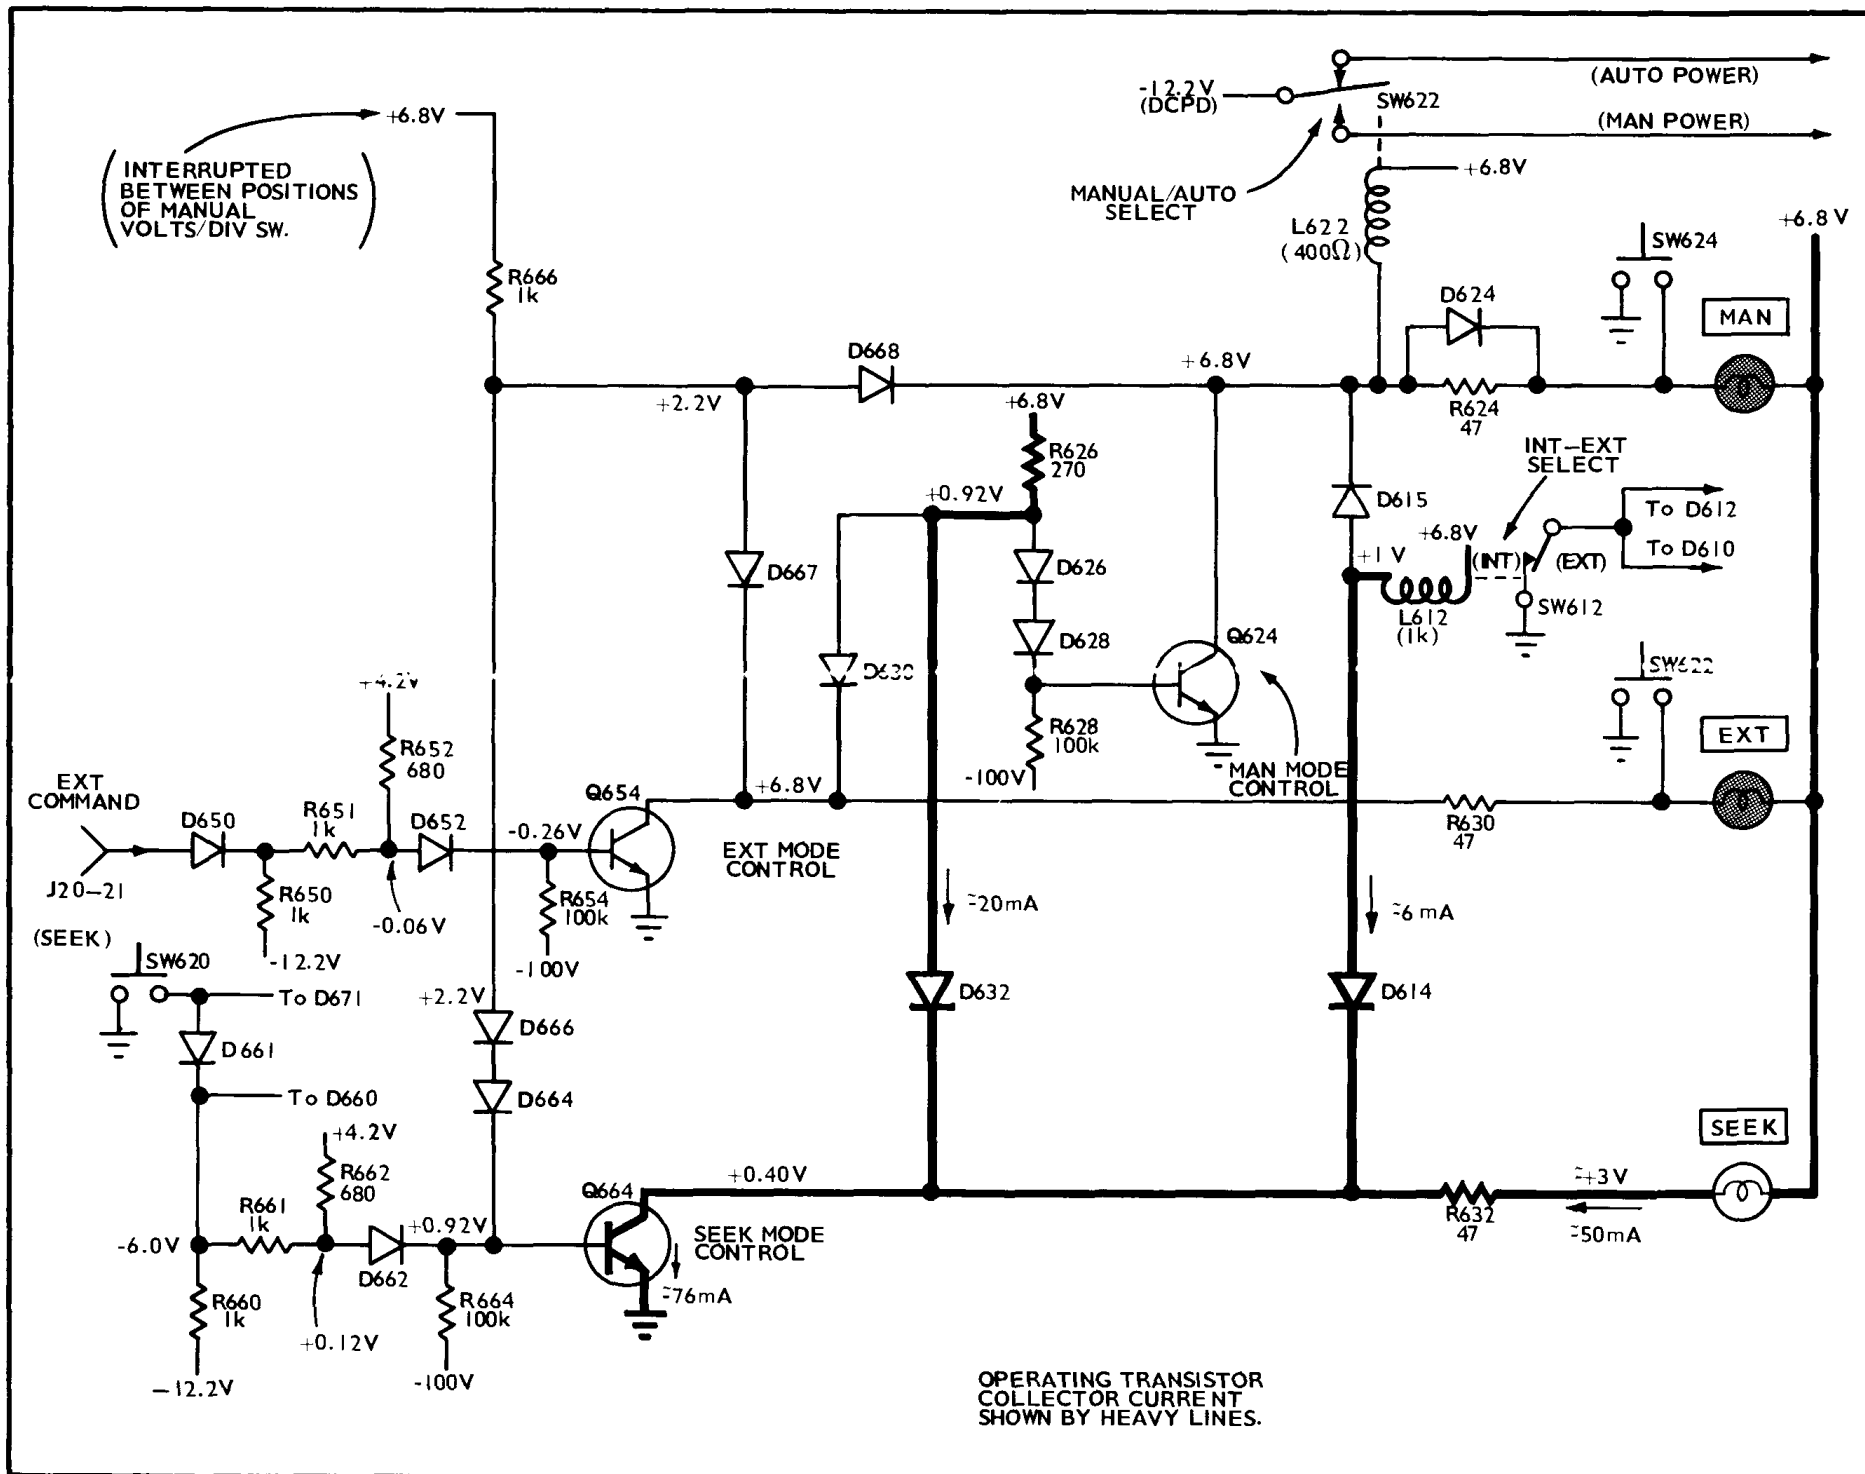 -12.2V
(DCPD)
SW622
(AUTO POWER)
(MAN POWER)
+6.8V
(INTERRUPTED
BETWEEN POSITIONS
OF MANUAL
VOLTS/DIV SW.)
MANUAL/AUTO
SELECT
+6.8V
L622
(400Ω)
SW624
+6.8V
R666
1k
D624
MAN
D668
+6.8V
+2.2V
+6.8V
R624
47
R626
270
INT-EXT
SELECT
+0.92V
D615
To D612
+6.8V
(INT)
(EXT)
To D610
D667
D626
+1V
L612
(1k)
SW612
D628
Q624
D630
SW622
+4.2V
R652
680
R628
100k
-100V
MAN MODE
CONTROL
EXT
EXT
COMMAND
D650
R651
1k
D652
-0.26V
Q654
+6.8V
R630
47
EXT MODE
CONTROL
J20-21
R650
1k
-0.06V
R654
100k
≈20mA
≈6mA
(SEEK)
SW620
-12.2V
-100V
To D671
+2.2V
D666
D632
D614
D661
To D660
D664
+4.2V
SEEK
R662
680
Q664
+0.40V
≈+3V
R661
1k
-6.0V
+0.92V
SEEK MODE
CONTROL
R632
47
≈50mA
D662
R660
1k
R664
100k
≈76mA
+0.12V
-12.2V
-100V
OPERATING TRANSISTOR
COLLECTOR CURRENT
SHOWN BY HEAVY LINES.